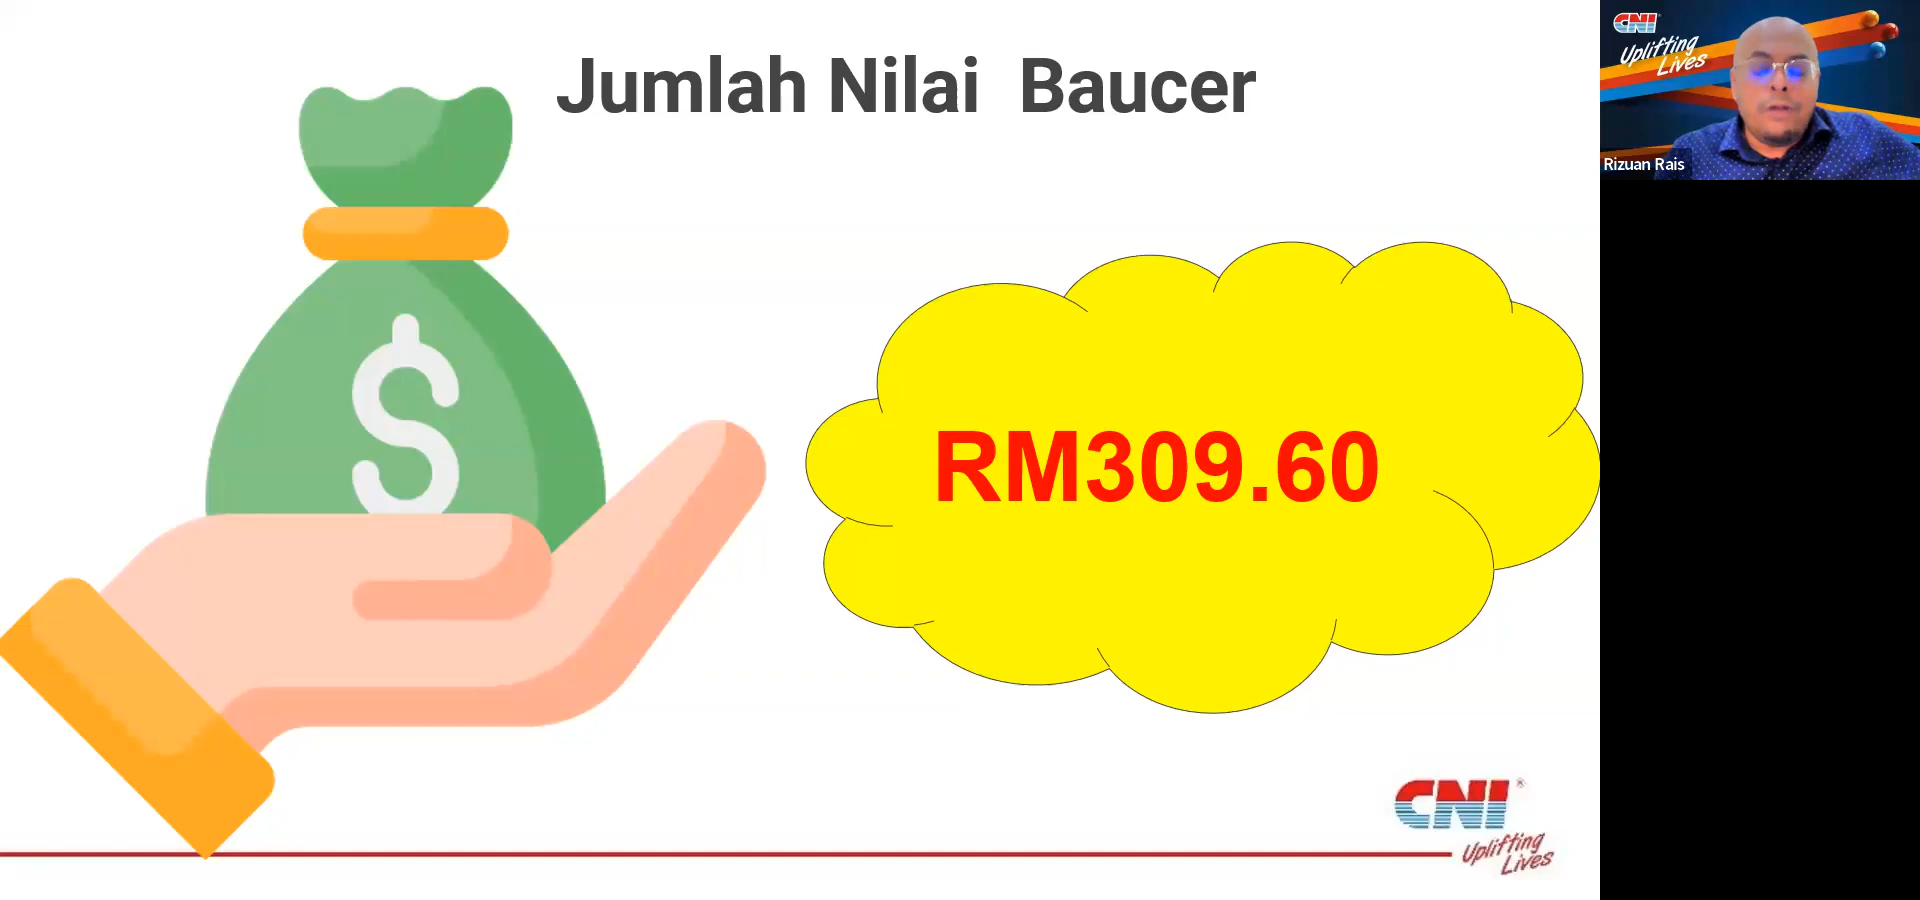 Jumlah Nilai  Baucer
$
RM309.60
CNI®
Uplifting
Lives
CNI
Uplifting
Lives
Rizuan Rais